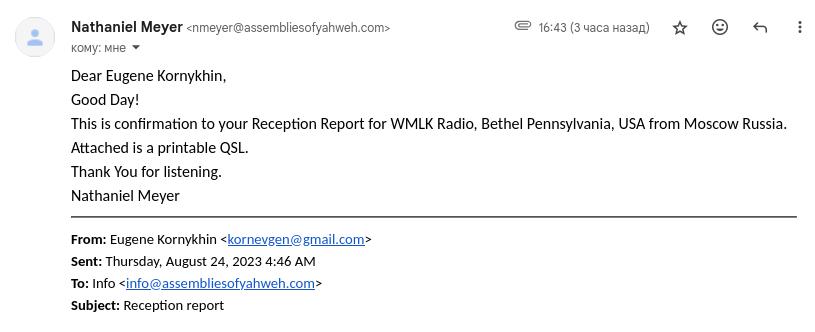 Nathaniel Meyer <nmeyer@assembliesofyahweh.com> 16:43 (3 часа назад)
кому: мне
Dear Eugene Kornykhin,
Good Day!
This is confirmation to your Reception Report for WMLK Radio, Bethel Pennsylvania, USA from Moscow Russia.
Attached is a printable QSL.
Thank You for listening.
Nathaniel Meyer
From: Eugene Kornykhin <kornevgen@gmail.com>
Sent: Thursday, August 24, 2023 4:46 AM
To: Info <info@assembliesofyahweh.com>
Subject: Reception report